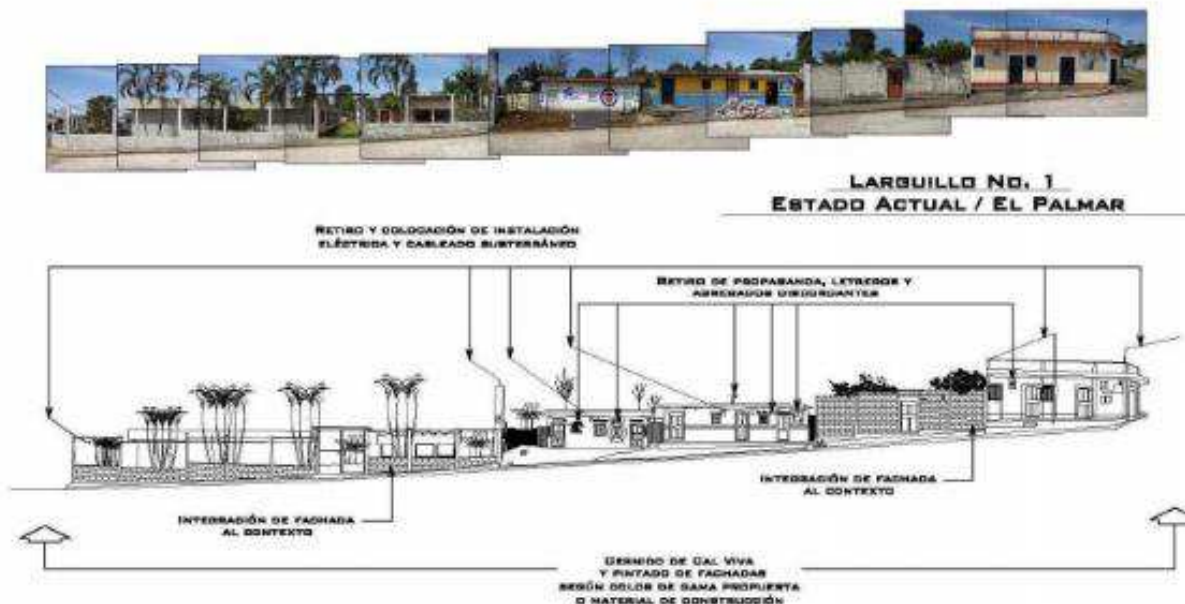 LARGUILLO NO. 1
ESTADO ACTUAL / EL PALMAR
RETIRO Y COLOCACIÓN DE INSTALACIÓN
ELÉCTRICA Y CABLEADO SUBTERRÁNEO
RETIRO DE PROPAGANDA, LETREROS Y
AGREGADOS DISCORDANTES
INTEGRACIÓN DE FACHADA
AL CONTEXTO
INTEGRACIÓN DE FACHADA
AL CONTEXTO
CERNIDO DE CAL VIVA
Y PINTADO DE FACHADAS
SEGÚN COLOR DE GAMA PROPUESTA
O MATERIAL DE CONSTRUCCIÓN